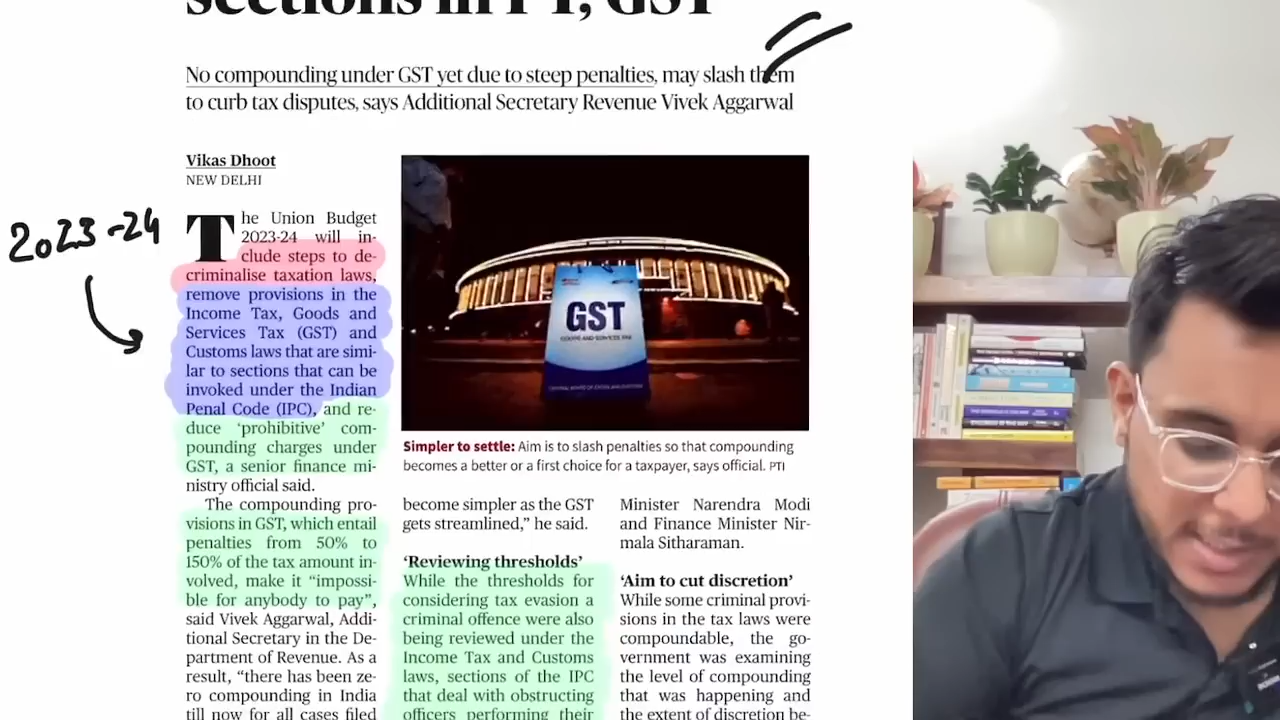 sections in IT, GST
No compounding under GST yet due to steep penalties, may slash them
to curb tax disputes, says Additional Secretary Revenue Vivek Aggarwal
Vikas Dhoot
NEW DELHI
2023-24
The Union Budget
2023-24 will in-
clude steps to de-
criminalise taxation laws,
remove provisions in the
Income Tax, Goods and
Services Tax (GST) and
Customs laws that are simi-
lar to sections that can be
invoked under the Indian
Penal Code (IPC), and re-
duce ‘prohibitive’ com-
pounding charges under
GST, a senior finance mi-
nistry official said.
The compounding pro-
visions in GST, which entail
penalties from 50% to
150% of the tax amount in-
volved, make it “impossi-
ble for anybody to pay”,
said Vivek Aggarwal, Addi-
tional Secretary in the De-
partment of Revenue. As a
result, “there has been ze-
ro compounding in India
till now for all cases filed
GST
GOODS AND SERVICES TAX
Simpler to settle: Aim is to slash penalties so that compounding
becomes a better or a first choice for a taxpayer, says official. PTI
become simpler as the GST
gets streamlined,” he said.
‘Reviewing thresholds’
While the thresholds for
considering tax evasion a
criminal offence were also
being reviewed under the
Income Tax and Customs
laws, sections of the IPC
that deal with obstructing
officers performing their
Minister Narendra Modi
and Finance Minister Nir-
mala Sitharaman.
‘Aim to cut discretion’
While some criminal provi-
sions in the tax laws were
compoundable, the go-
vernment was examining
the level of compounding
that was happening and
the extent of discretion be-